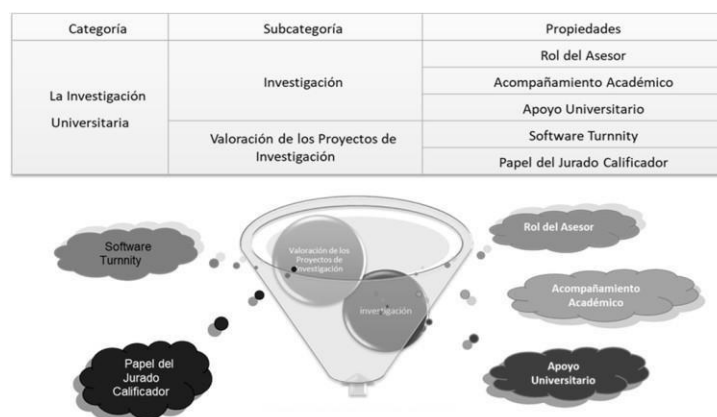 Categoría Subcategoría Propiedades
La Investigación
Universitaria
Investigación
Rol del Asesor
Acompañamiento Académico
Apoyo Universitario
Valoración de los Proyectos de
Investigación
Software Turnnity
Papel del Jurado Calificador
Software
Turnnity
Papel del
Jurado
Calificador
Valoración de los
Proyectos de
Investigación
investigación
Rol del Asesor
Acompañamiento
Académico
Apoyo
Universitario